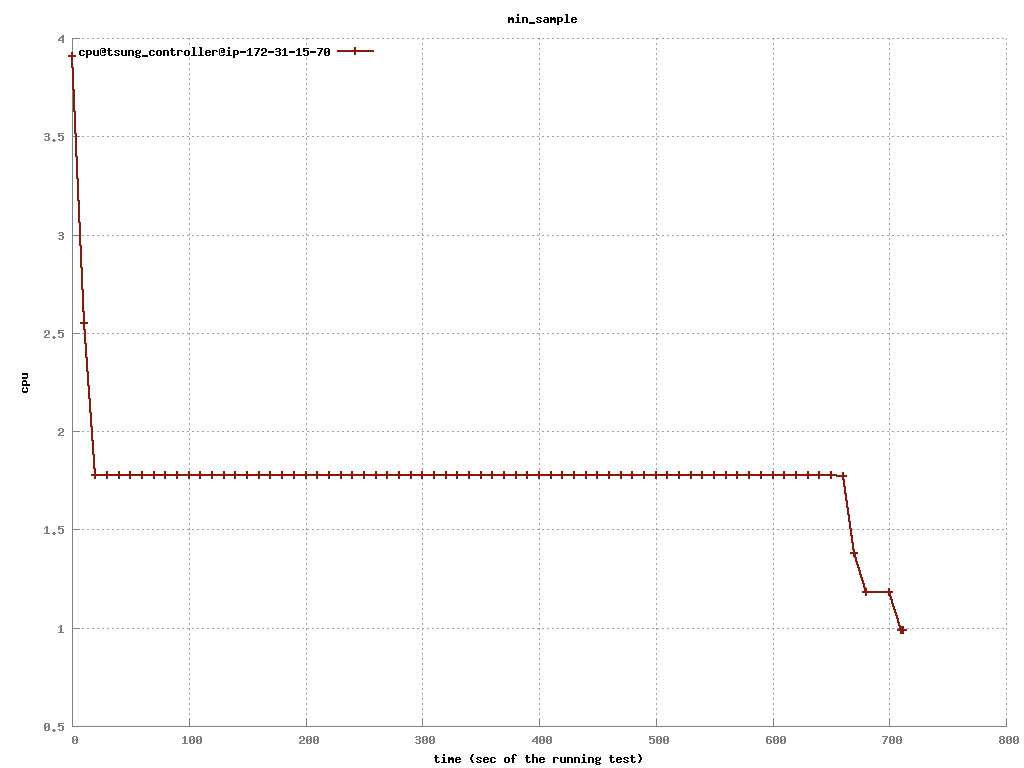 min_sample
4
cpu@tsung_controller@ip-172-31-15-70
3.5
3
2.5
cpu
2
1.5
1
0.5
0 100 200 300 400 500 600 700 800
time (sec of the running test)